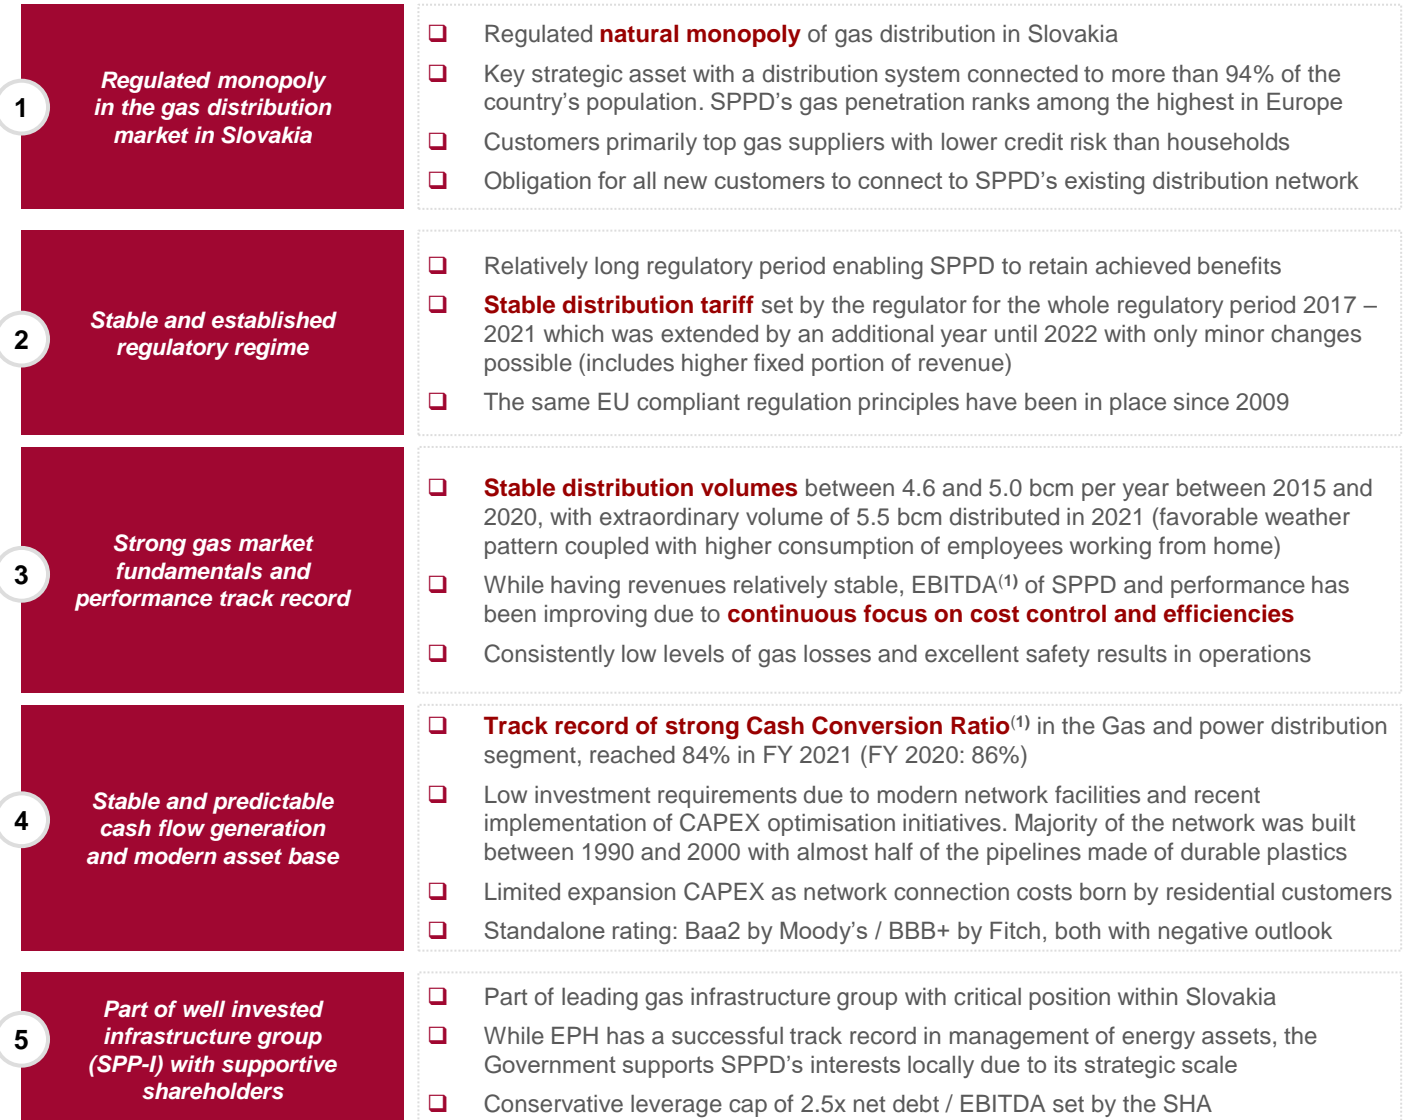 1
Regulated monopoly
in the gas distribution
market in Slovakia
❑ Regulated natural monopoly of gas distribution in Slovakia
❑ Key strategic asset with a distribution system connected to more than 94% of the
country's population. SPPD's gas penetration ranks among the highest in Europe
❑ Customers primarily top gas suppliers with lower credit risk than households
❑ Obligation for all new customers to connect to SPPD's existing distribution network
2
Stable and established
regulatory regime
❑ Relatively long regulatory period enabling SPPD to retain achieved benefits
❑ Stable distribution tariff set by the regulator for the whole regulatory period 2017 –
2021 which was extended by an additional year until 2022 with only minor changes
possible (includes higher fixed portion of revenue)
❑ The same EU compliant regulation principles have been in place since 2009
3
Strong gas market
fundamentals and
performance track record
❑ Stable distribution volumes between 4.6 and 5.0 bcm per year between 2015 and
2020, with extraordinary volume of 5.5 bcm distributed in 2021 (favorable weather
pattern coupled with higher consumption of employees working from home)
❑ While having revenues relatively stable, EBITDA(1) of SPPD and performance has
been improving due to continuous focus on cost control and efficiencies
❑ Consistently low levels of gas losses and excellent safety results in operations
4
Stable and predictable
cash flow generation
and modern asset base
❑ Track record of strong Cash Conversion Ratio(1) in the Gas and power distribution
segment, reached 84% in FY 2021 (FY 2020: 86%)
❑ Low investment requirements due to modern network facilities and recent
implementation of CAPEX optimisation initiatives. Majority of the network was built
between 1990 and 2000 with almost half of the pipelines made of durable plastics
❑ Limited expansion CAPEX as network connection costs born by residential customers
❑ Standalone rating: Baa2 by Moody's / BBB+ by Fitch, both with negative outlook
5
Part of well invested
infrastructure group
(SPP-I) with supportive
shareholders
❑ Part of leading gas infrastructure group with critical position within Slovakia
❑ While EPH has a successful track record in management of energy assets, the
Government supports SPPD's interests locally due to its strategic scale
❑ Conservative leverage cap of 2.5x net debt / EBITDA set by the SHA